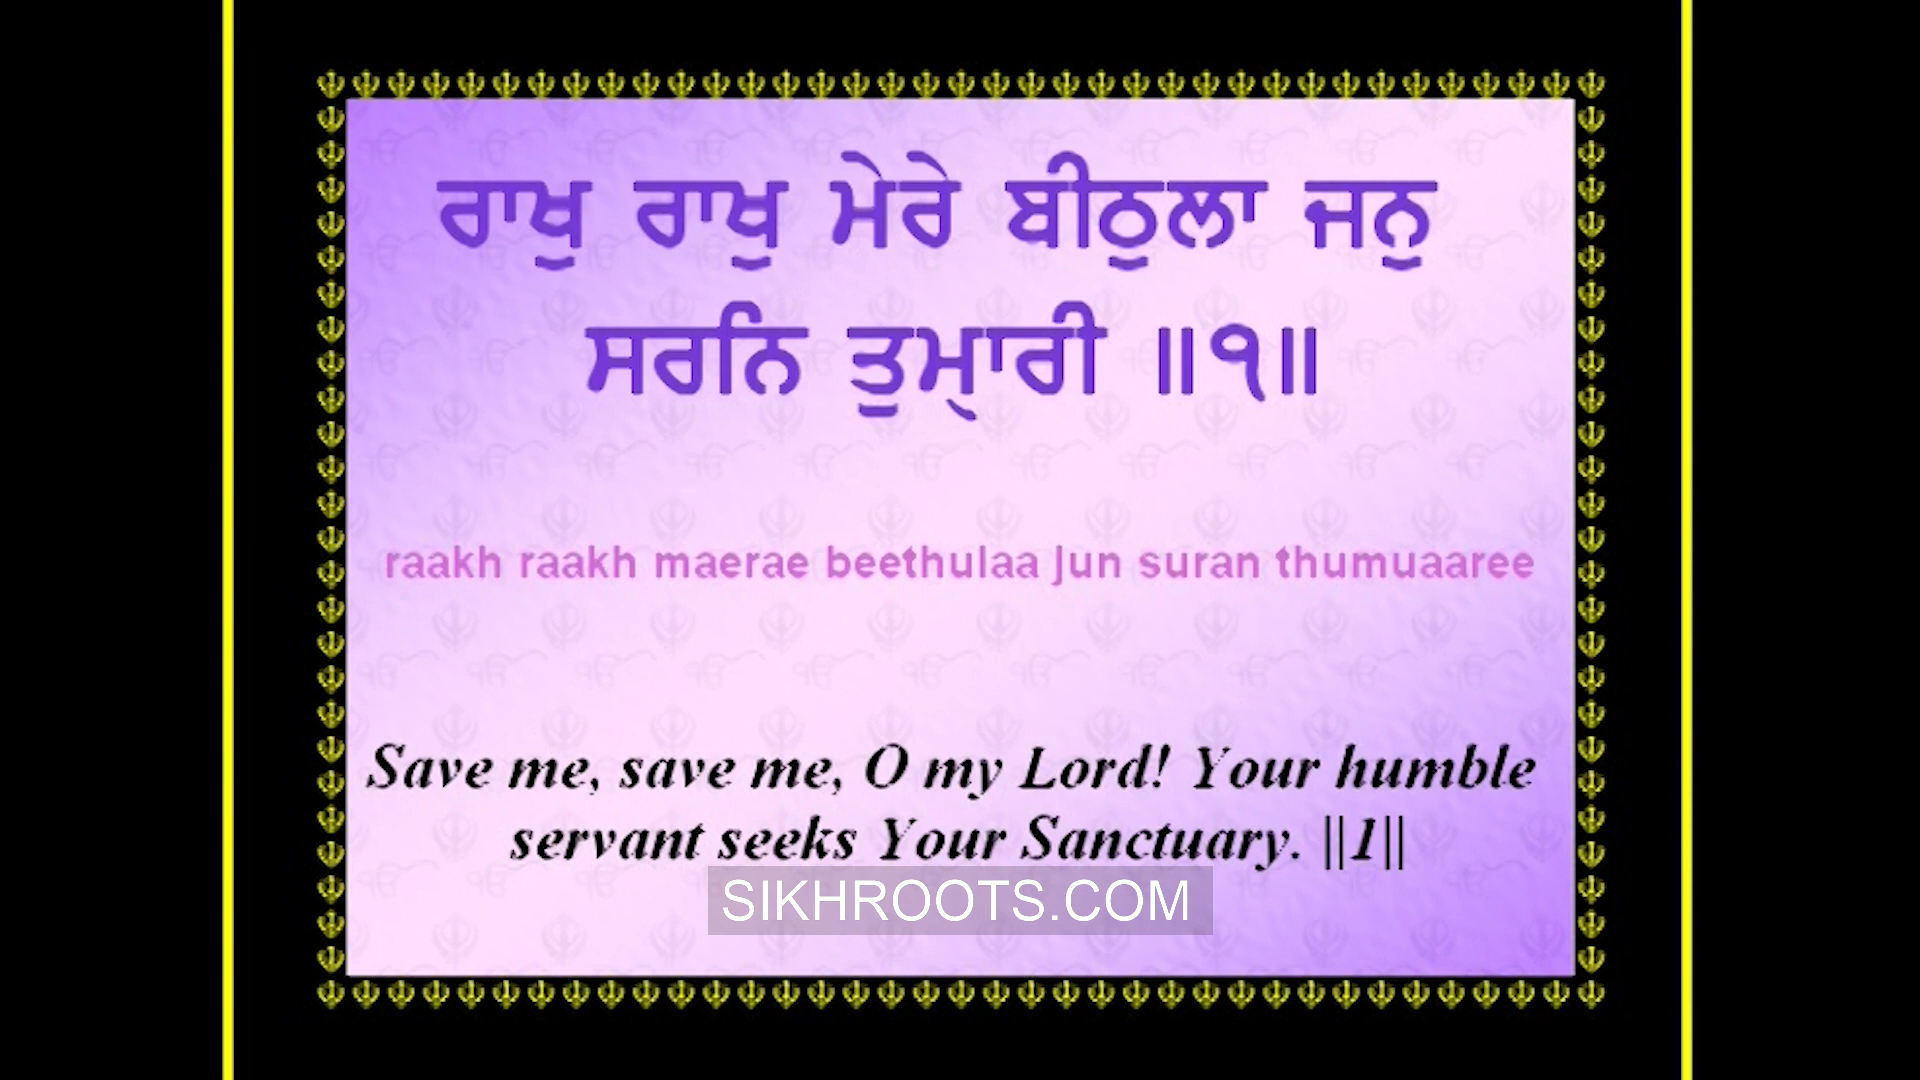 ਰਾਖੁ ਰਾਖੁ ਮੇਰੇ ਬੀਠੁਲਾ ਜਨੁ
ਸਰਨਿ ਤੁਮ੍ਾਰੀ ॥੧॥
raakh raakh maerae beethulaa jun suran thumuaaree
Save me, save me, O my Lord! Your humble
servant seeks Your Sanctuary. ||1||
SIKHROOTS.COM